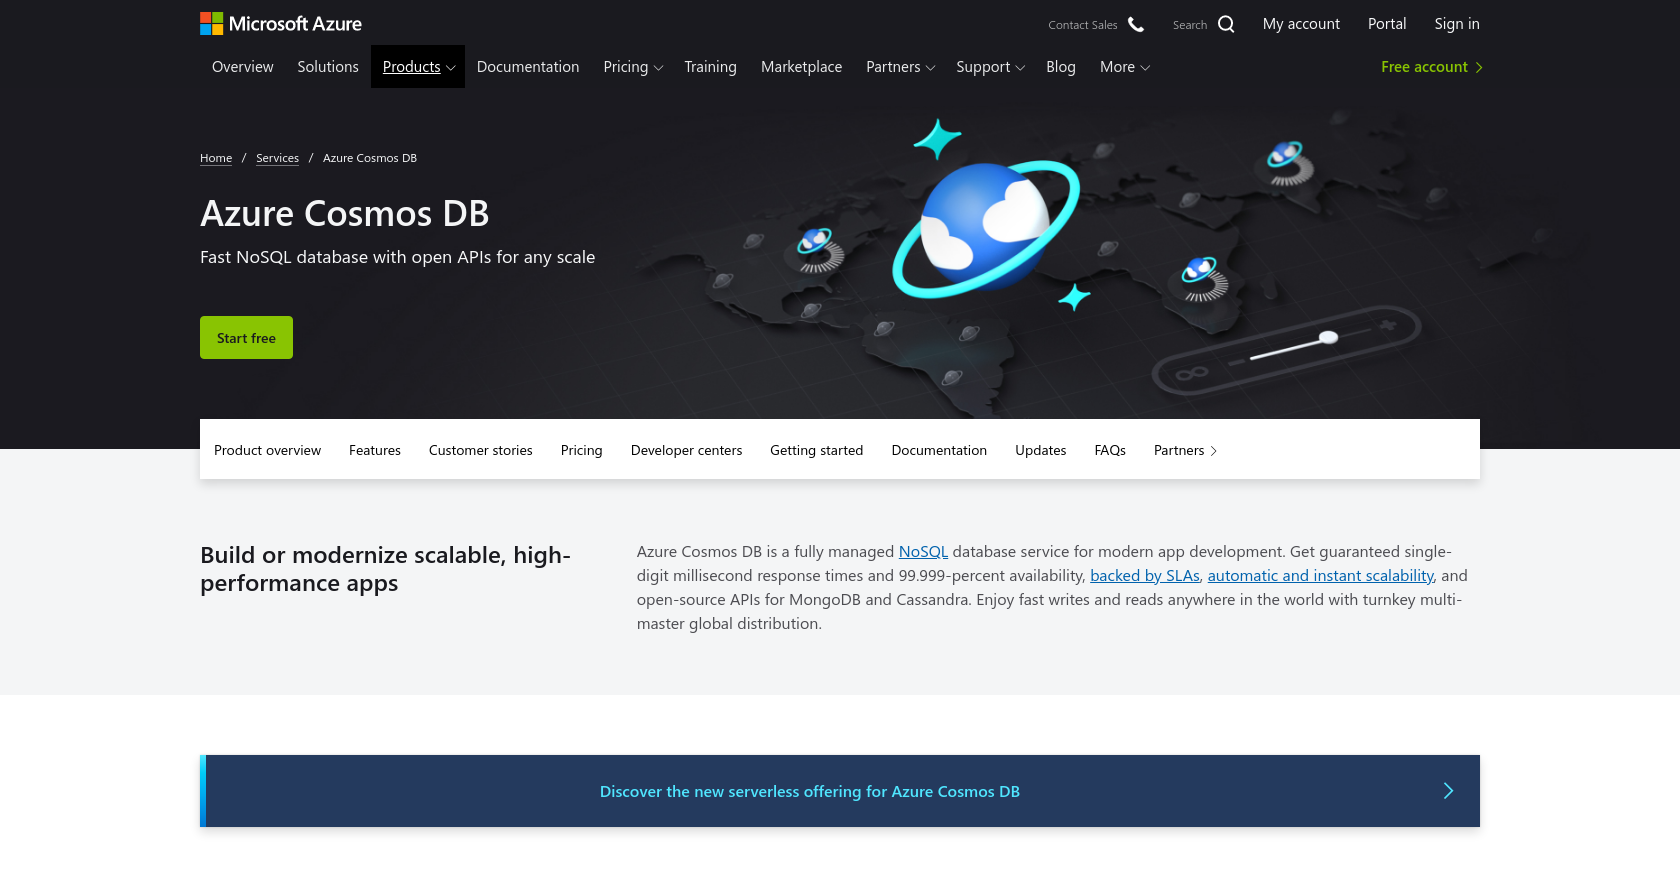 Microsoft Azure
Contact Sales
Search
My account
Portal
Sign in
Overview
Solutions
Products
Documentation
Pricing
Training
Marketplace
Partners
Support
Blog
More
Free account
Home / Services / Azure Cosmos DB
Azure Cosmos DB
Fast NoSQL database with open APIs for any scale
Start free
Product overview
Features
Customer stories
Pricing
Developer centers
Getting started
Documentation
Updates
FAQs
Partners
Build or modernize scalable, high-
performance apps
Azure Cosmos DB is a fully managed NoSQL database service for modern app development. Get guaranteed single-
digit millisecond response times and 99.999-percent availability, backed by SLAs, automatic and instant scalability, and
open-source APIs for MongoDB and Cassandra. Enjoy fast writes and reads anywhere in the world with turnkey multi-
master global distribution.
Discover the new serverless offering for Azure Cosmos DB